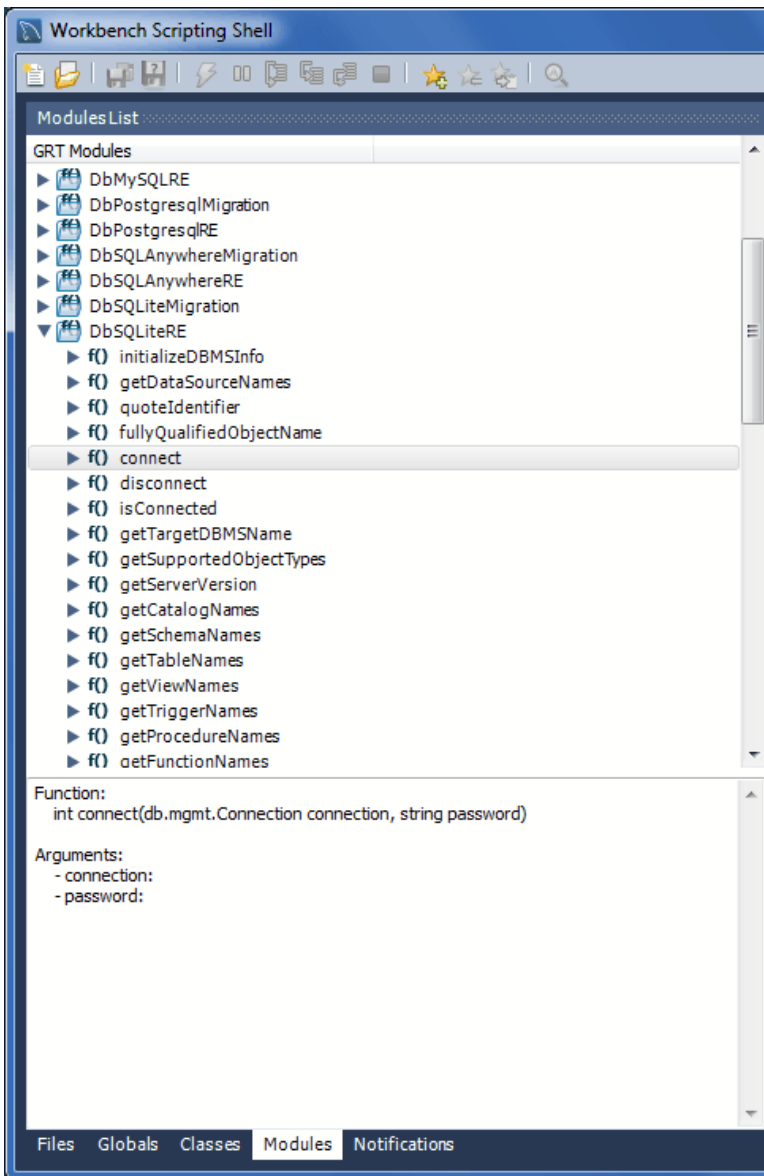 Workbench Scripting Shell
Modules List
GRT Modules
DbMySQLRE
DbPostgresqlMigration
DbPostgresqlRE
DbSQLAnywhereMigration
DbSQLAnywhereRE
DbSQLiteMigration
DbSQLiteRE
f() initializeDBMSInfo
f() getDataSourceNames
f() quoteIdentifier
f() fullyQualifiedObjectName
f() connect
f() disconnect
f() isConnected
f() getTargetDBMSName
f() getSupportedObjectTypes
f() getServerVersion
f() getCatalogNames
f() getSchemaNames
f() getTableNames
f() getViewNames
f() getTriggerNames
f() getProcedureNames
f() getFunctionNames
Function:
int connect(db.mgmt.Connection connection, string password)
Arguments:
- connection:
- password:
Files Globals Classes Modules Notifications